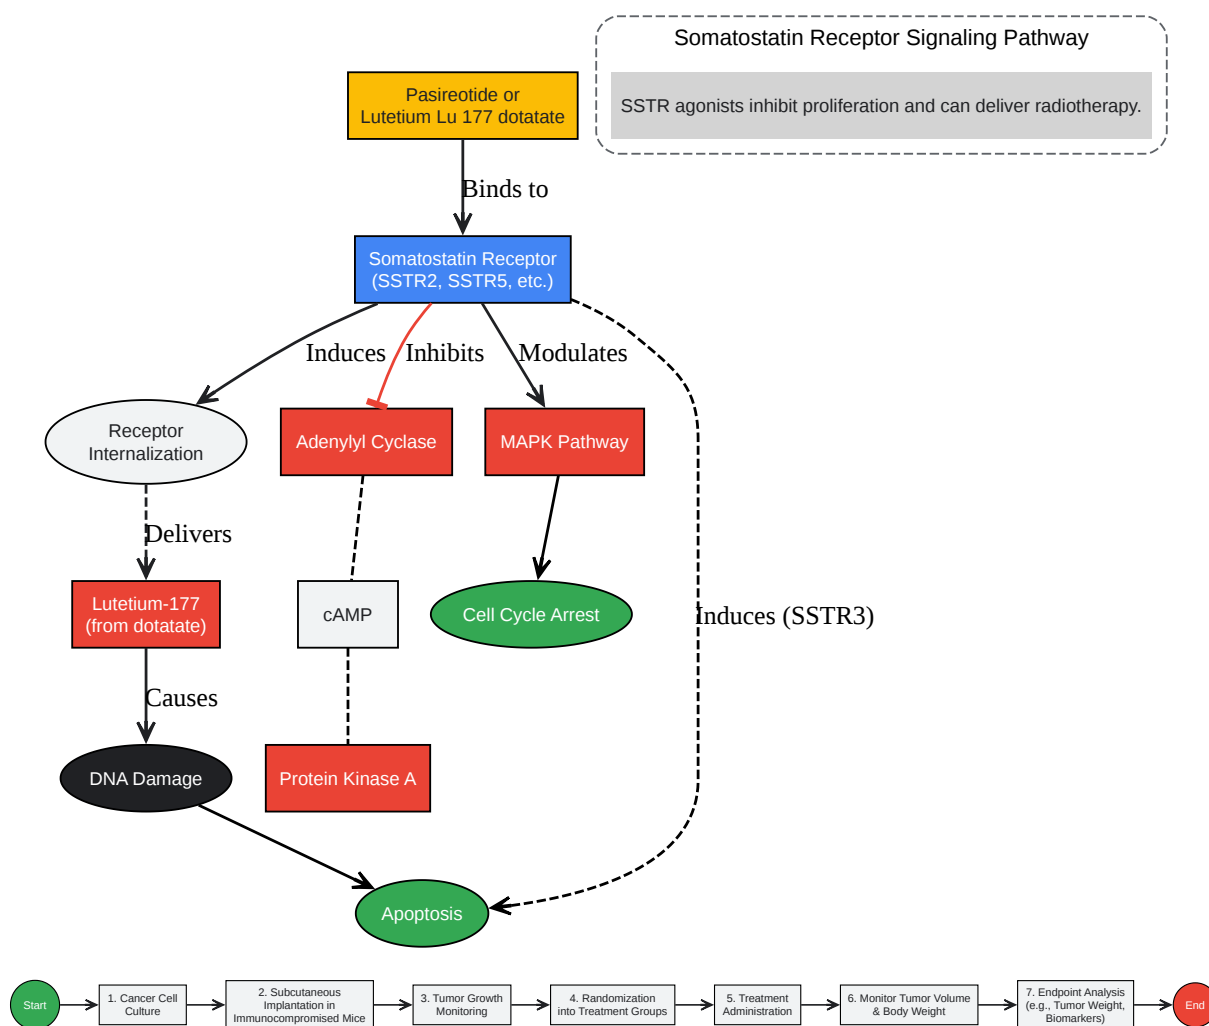 Somatostatin Receptor Signaling Pathway
SSTR agonists inhibit proliferation and can deliver radiotherapy.
Pasireotide or
Lutetium Lu 177 dotatate
Binds to
Somatostatin Receptor
(SSTR2, SSTR5, etc.)
Induces
Inhibits
Modulates
Receptor
Internalization
Adenylyl Cyclase
MAPK Pathway
Delivers
Lutetium-177
(from dotatate)
cAMP
Cell Cycle Arrest
Induces (SSTR3)
Causes
DNA Damage
Protein Kinase A
Apoptosis
Start
1. Cancer Cell
Culture
2. Subcutaneous
Implantation in
Immunocompromised Mice
3. Tumor Growth
Monitoring
4. Randomization
into Treatment Groups
5. Treatment
Administration
6. Monitor Tumor Volume
& Body Weight
7. Endpoint Analysis
(e.g., Tumor Weight,
Biomarkers)
End